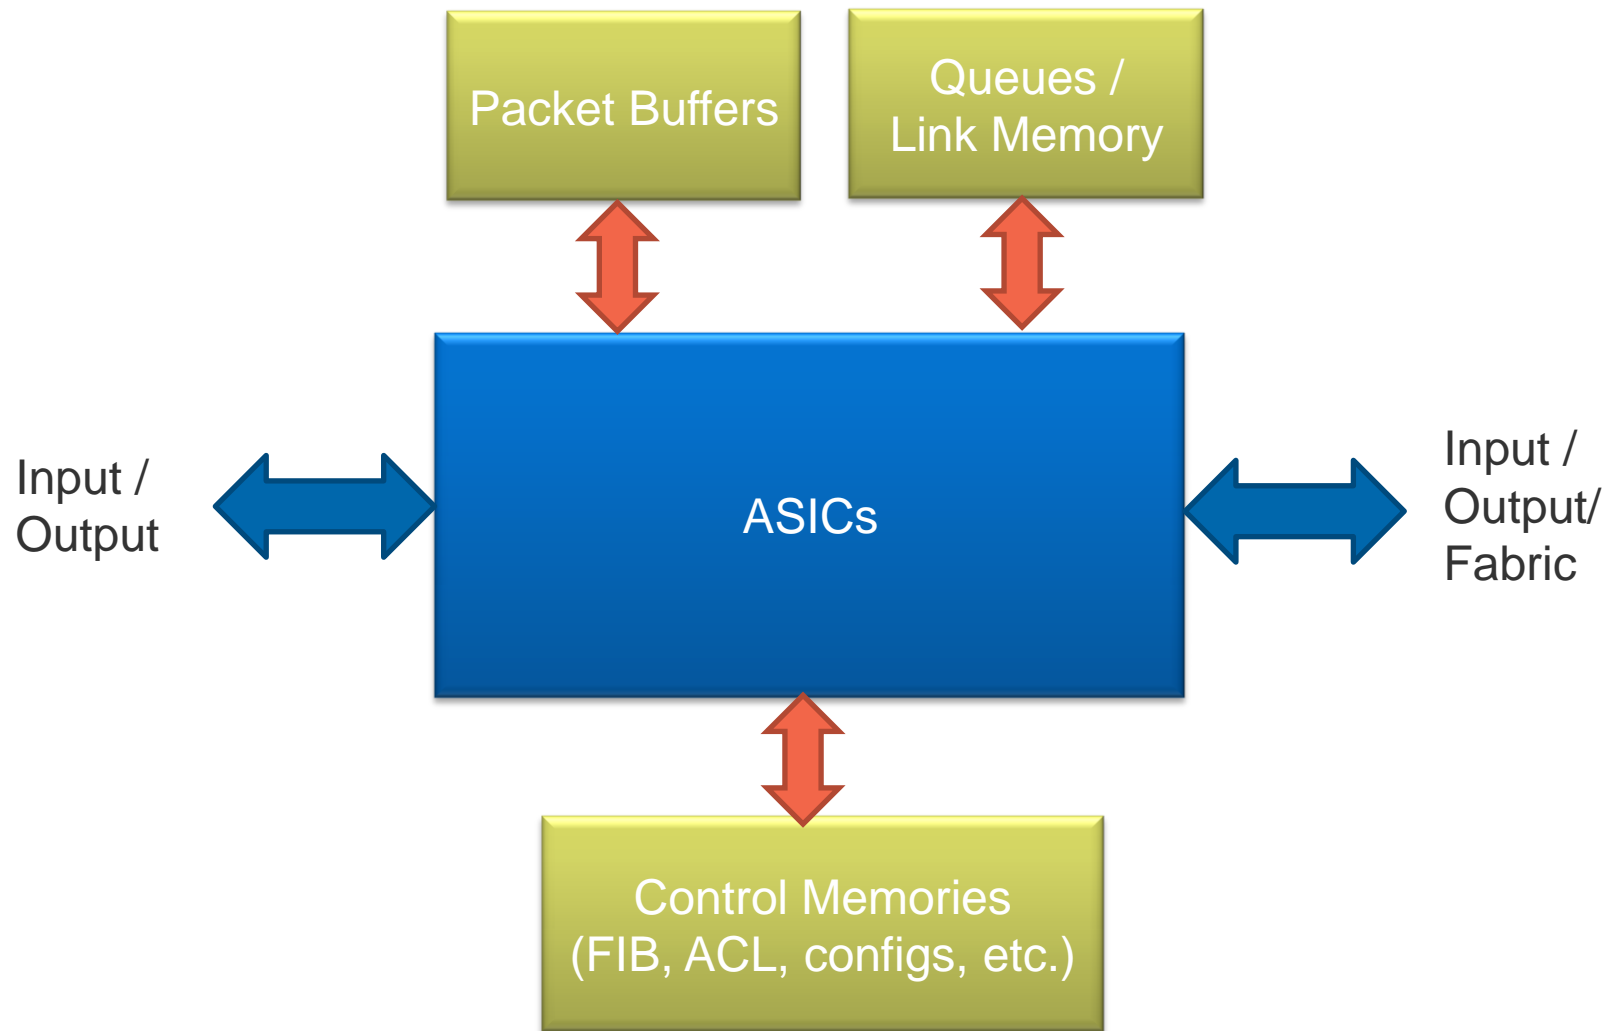 Packet Buffers
Queues /
Link Memory
Input /
Output
ASICs
Input /
Output/
Fabric
Control Memories
(FIB, ACL, configs, etc.)